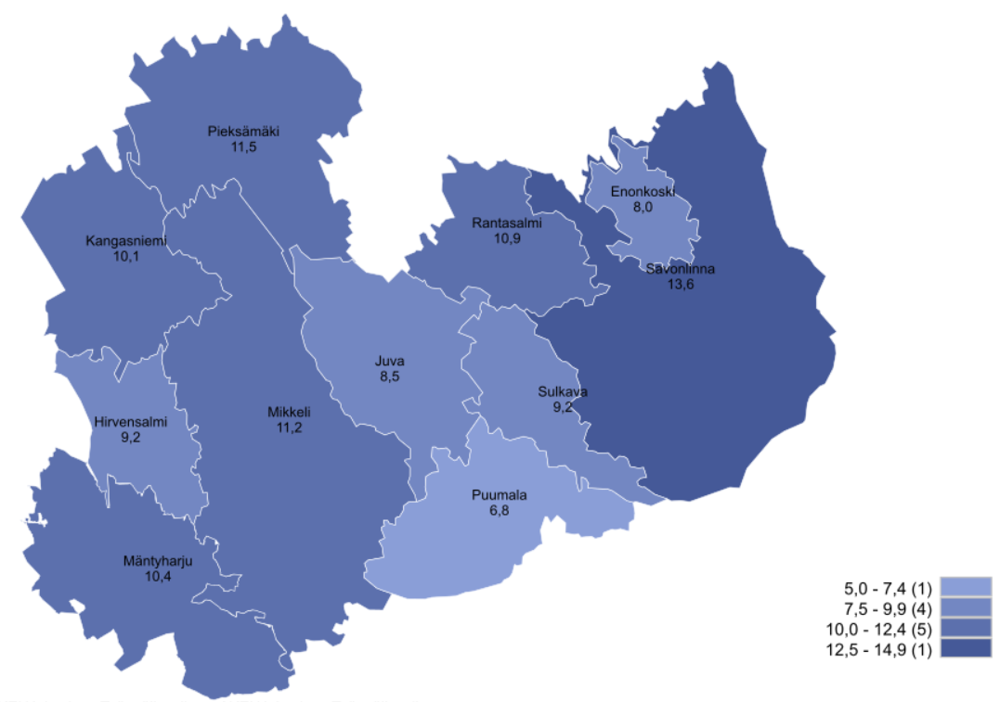 Pieksämäki
11,5
Enonkoski
8,0
Rantasalmi
10,9
Kangasniemi
10,1
Savonlinna
13,6
Juva
8,5
Sulkava
9,2
Mikkeli
11,2
Hirvensalmi
9,2
Puumala
6,8
Mäntyharju
10,4
5,0 - 7,4 (1)
7,5 - 9,9 (4)
10,0 - 12,4 (5)
12,5 - 14,9 (1)